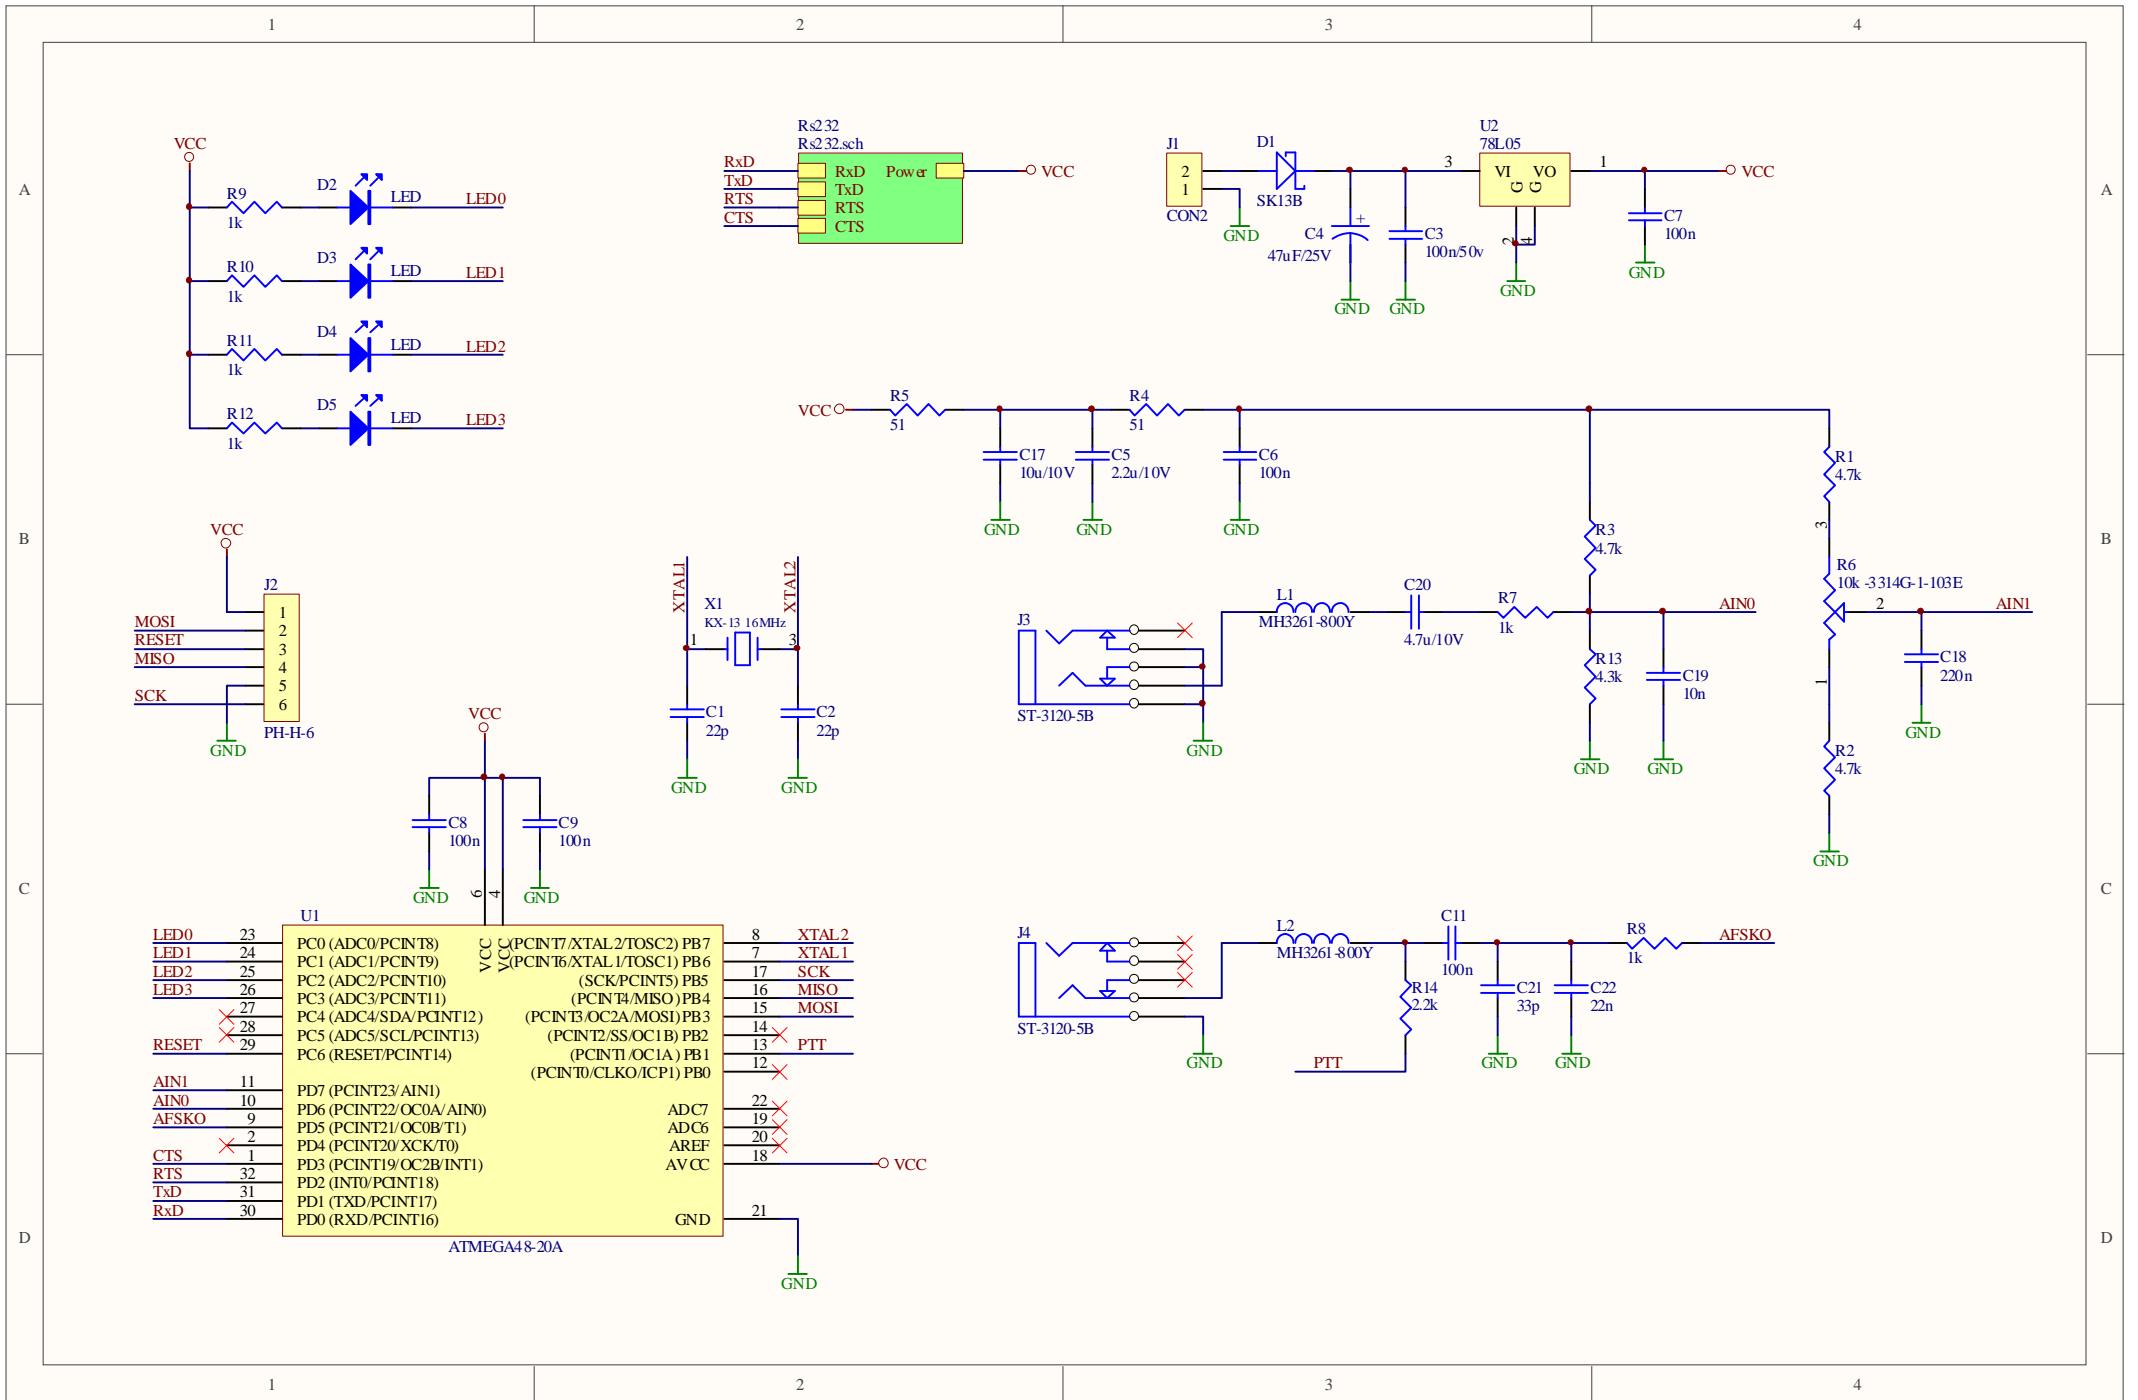 1 2 3 4
A A
B B
C C
D D
VCC
R9
1k
D2
LED
LED0
R10
1k
D3
LED
LED1
R11
1k
D4
LED
LED2
R12
1k
D5
LED
LED3
Rs232
Rs232.sch
RxD RxD Power VCC
TxD TxD
RTS RTS
CTS CTS
J1
2
1
CON2
GND
D1
SK13B
C4
+
47uF/25V
GND
C3
100n/50v
GND
U2
78L05
3 VI VO 1
G G
2 4
GND
C7
100n
GND
VCC
VCC
R5
51
C17
10u/10V
GND
C5
2.2u/10V
GND
R4
51
C6
100n
GND
R1
4.7k
3
R3
4.7k
R6
10k -3314G-1-103E
2
AIN1
1
C18
220n
GND
R2
4.7k
GND
VCC
J2
1
MOSI 2
RESET 3
MISO 4
5
SCK 6
GND
PH-H-6
XTAL1
XTAL2
X1
KX-13 16MHz
1 3
C1
22p
GND
C2
22p
GND
J3
ST-3120-5B
GND
L1
MH3261-800Y
C20
4.7u/10V
R7
1k
AIN0
R13
4.3k
GND
C19
10n
GND
VCC
C8
100n
GND
C9
100n
GND
6 4
VCC VCC
U1
LED0 23 PC0 (ADC0/PCINT8)
LED1 24 PC1 (ADC1/PCINT9)
LED2 25 PC2 (ADC2/PCINT10)
LED3 26 PC3 (ADC3/PCINT11)
27 PC4 (ADC4/SDA/PCINT12)
28 PC5 (ADC5/SCL/PCINT13)
RESET 29 PC6 (RESET/PCINT14)
AIN1 11 PD7 (PCINT23/AIN1)
AIN0 10 PD6 (PCINT22/OC0A/AIN0)
AFSKO 9 PD5 (PCINT21/OC0B/T1)
2 PD4 (PCINT20/XCK/T0)
CTS 1 PD3 (PCINT19/OC2B/INT1)
RTS 32 PD2 (INT0/PCINT18)
TxD 31 PD1 (TXD/PCINT17)
RxD 30 PD0 (RXD/PCINT16)
(PCINT7/XTAL2/TOSC2) PB7 8 XTAL2
(PCINT6/XTAL1/TOSC1) PB6 7 XTAL1
(SCK/PCINT5) PB5 17 SCK
(PCINT4/MISO) PB4 16 MISO
(PCINT3/OC2A/MOSI) PB3 15 MOSI
(PCINT2/SS/OC1B) PB2 14
(PCINT1/OC1A) PB1 13 PTT
(PCINT0/CLKO/ICP1) PB0 12
ADC7 22
ADC6 19
AREF 20
AVCC 18 VCC
GND 21
GND
ATMEGA48-20A
J4
ST-3120-5B
GND
L2
MH3261-800Y
R14
2.2k
PTT
C11
100n
C21
33p
GND
C22
22n
GND
R8
1k
AFSKO
1 2 3 4